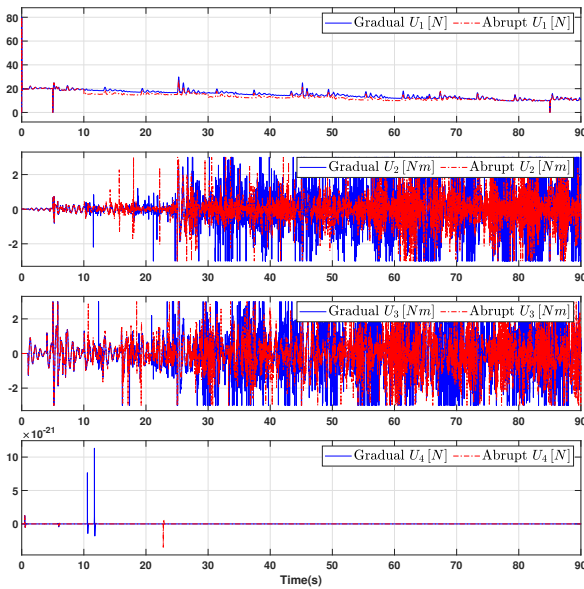 Gradual U₁ [N] Abrupt U₁ [N]
80
60
40
20
0
0 10 20 30 40 50 60 70 80 90
Gradual U₂ [Nm] Abrupt U₂ [Nm]
2
0
-2
0 10 20 30 40 50 60 70 80 90
Gradual U₃ [Nm] Abrupt U₃ [Nm]
2
0
-2
0 10 20 30 40 50 60 70 80 90
×10⁻²¹
Gradual U₄ [N] Abrupt U₄ [N]
10
5
0
0 10 20 30 40 50 60 70 80 90
Time(s)